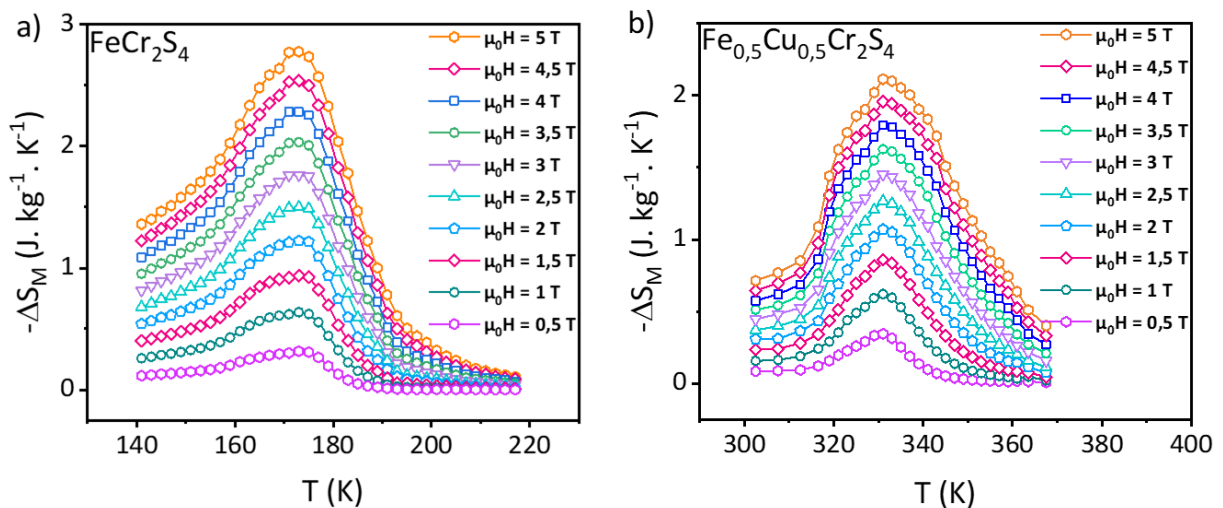 a)
FeCr₂S₄
μ₀H = 5 T
μ₀H = 4,5 T
μ₀H = 4 T
μ₀H = 3,5 T
μ₀H = 3 T
μ₀H = 2,5 T
μ₀H = 2 T
μ₀H = 1,5 T
μ₀H = 1 T
μ₀H = 0,5 T
3
2
1
0
-ΔS_M (J. kg⁻¹ . K⁻¹)
140 160 180 200 220
T (K)
b)
Fe₀,₅Cu₀,₅Cr₂S₄
μ₀H = 5 T
μ₀H = 4,5 T
μ₀H = 4 T
μ₀H = 3,5 T
μ₀H = 3 T
μ₀H = 2,5 T
μ₀H = 2 T
μ₀H = 1,5 T
μ₀H = 1 T
μ₀H = 0,5 T
2
1
0
-ΔS_M (J. kg⁻¹ . K⁻¹)
300 320 340 360 380 400
T (K)